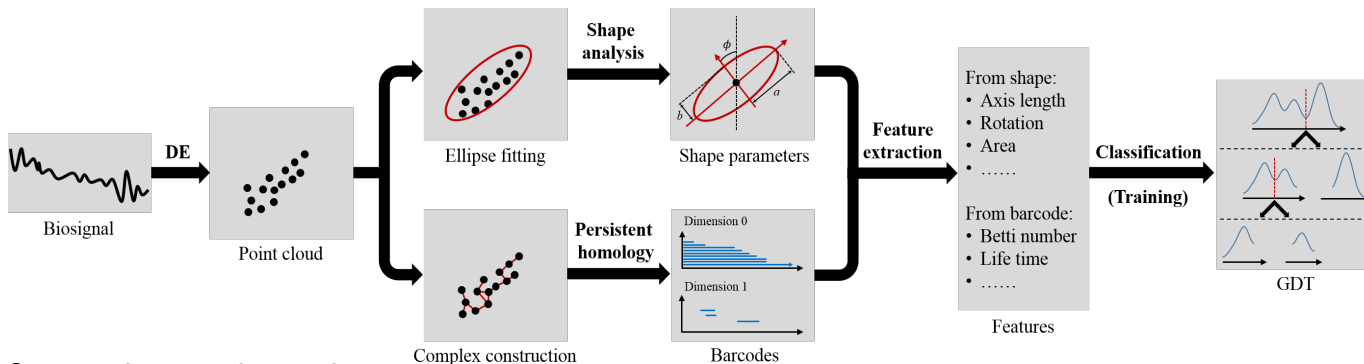 Biosignal
DE
Point cloud
Ellipse fitting
Shape
analysis
ϕ
a
b
Shape parameters
Complex construction
Persistent
homology
Dimension 0
Dimension 1
Barcodes
Feature
extraction
From shape:
• Axis length
• Rotation
• Area
• ……
From barcode:
• Betti number
• Life time
• ……
Features
Classification
(Training)
GDT